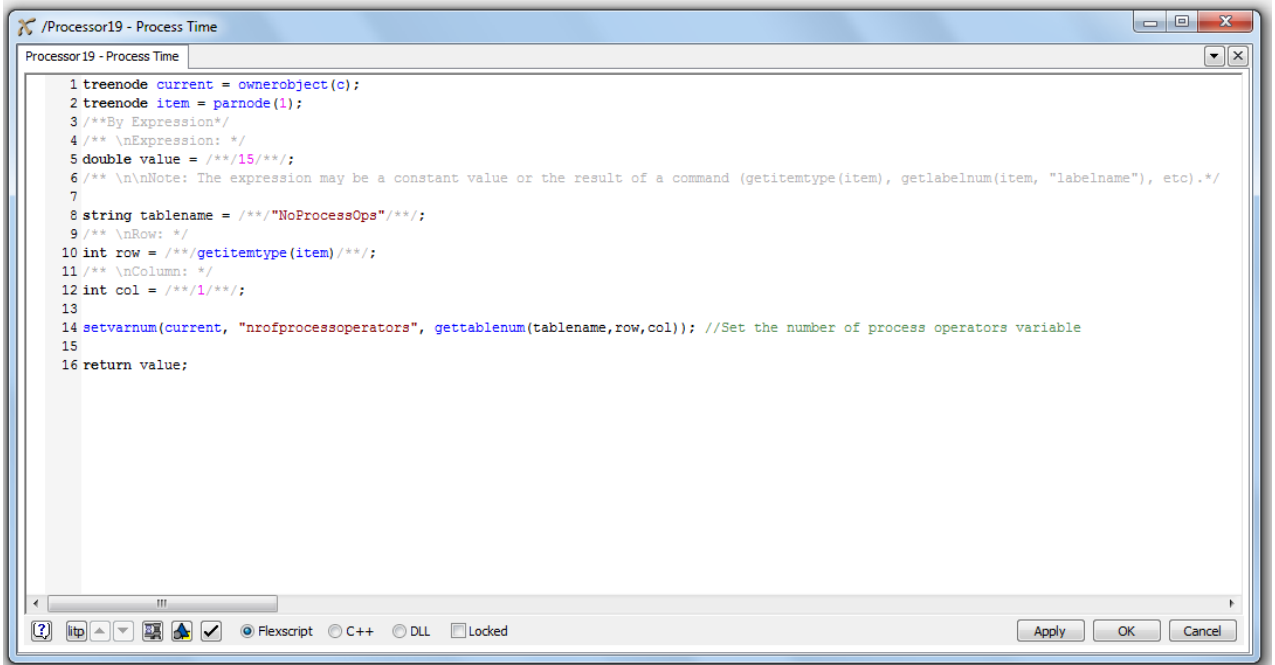 /Processor19 - Process Time
Processor19 - Process Time
1 treenode current = ownerobject(c);
2 treenode item = parnode(1);
3 /**By Expression*/
4 /** \nExpression: */
5 double value = /**/15/**/;
6 /** \n\nNote: The expression may be a constant value or the result of a command (getitemtype(item), getlabelnum(item, "labelname"), etc).*/
7
8 string tablename = /**/"NoProcessOps"/**/;
9 /** \nRow: */
10 int row = /**/getitemtype(item)/**/;
11 /** \nColumn: */
12 int col = /**/1/**/;
13
14 setvarnum(current, "nrofprocessoperators", gettablenum(tablename,row,col)); //Set the number of process operators variable
15
16 return value;
litp Flexscript C++ DLL Locked Apply OK Cancel